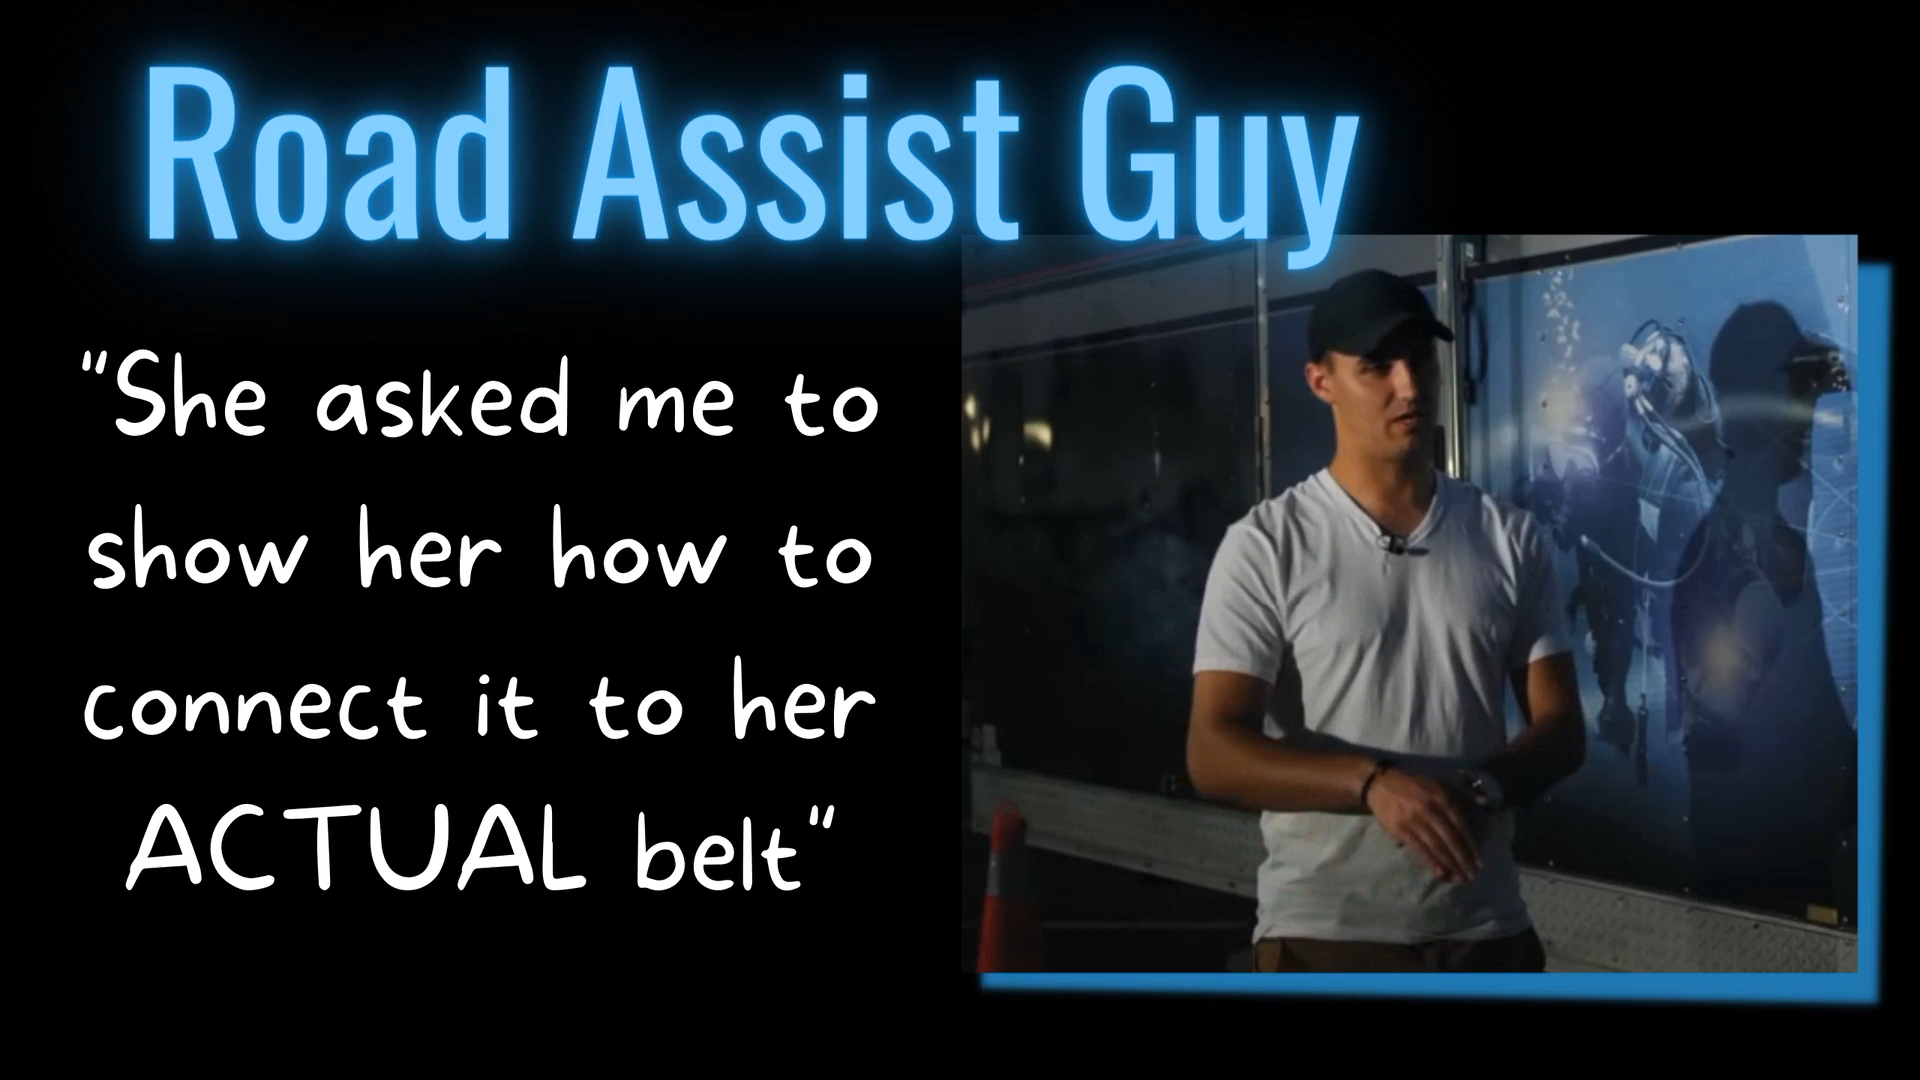 Road Assist Guy
"She asked me to
show her how to
connect it to her
ACTUAL belt"